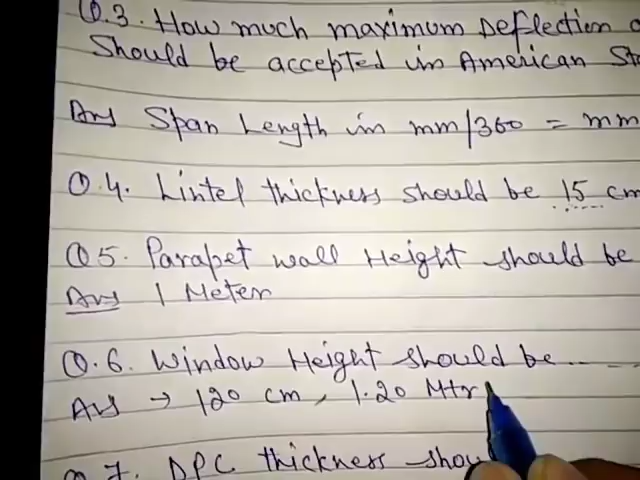 Q.3. How much maximum Deflection
Should be accepted in American
Ans Span Length in mm/360 = mm
Q.4. Lintel thickness should be 15 cm
Q5. Parapet wall Height should be
Ans 1 Meter
Q.6. Window Height should be.....
Ans → 120 cm, 1.20 Mtr
Q 7. DPC thickness